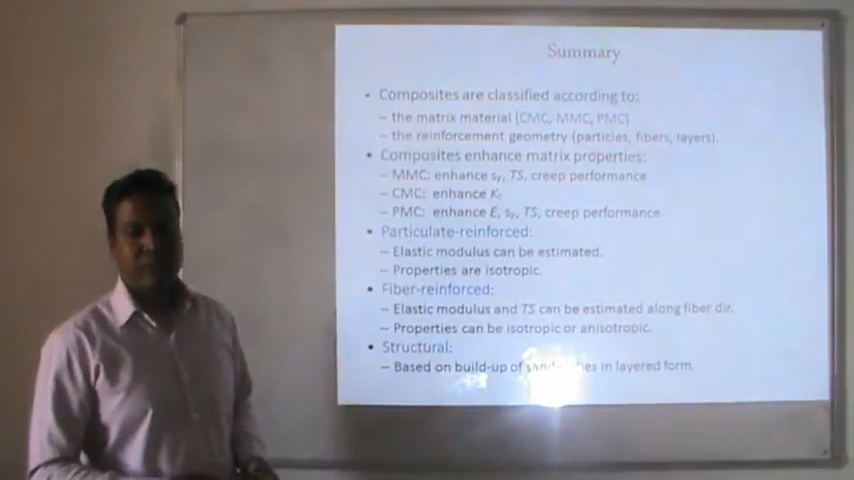 Summary
• Composites are classified according to:
– the matrix material (CMC, MMC, PMC)
– the reinforcement geometry (particles, fibers, layers).
• Composites enhance matrix properties:
– MMC: enhance sy, TS, creep performance
– CMC: enhance Kc
– PMC: enhance E, sy, TS, creep performance
• Particulate-reinforced:
– Elastic modulus can be estimated.
– Properties are isotropic.
• Fiber-reinforced:
– Elastic modulus and TS can be estimated along fiber dir.
– Properties can be isotropic or anisotropic.
• Structural:
– Based on build-up of sandwiches in layered form.